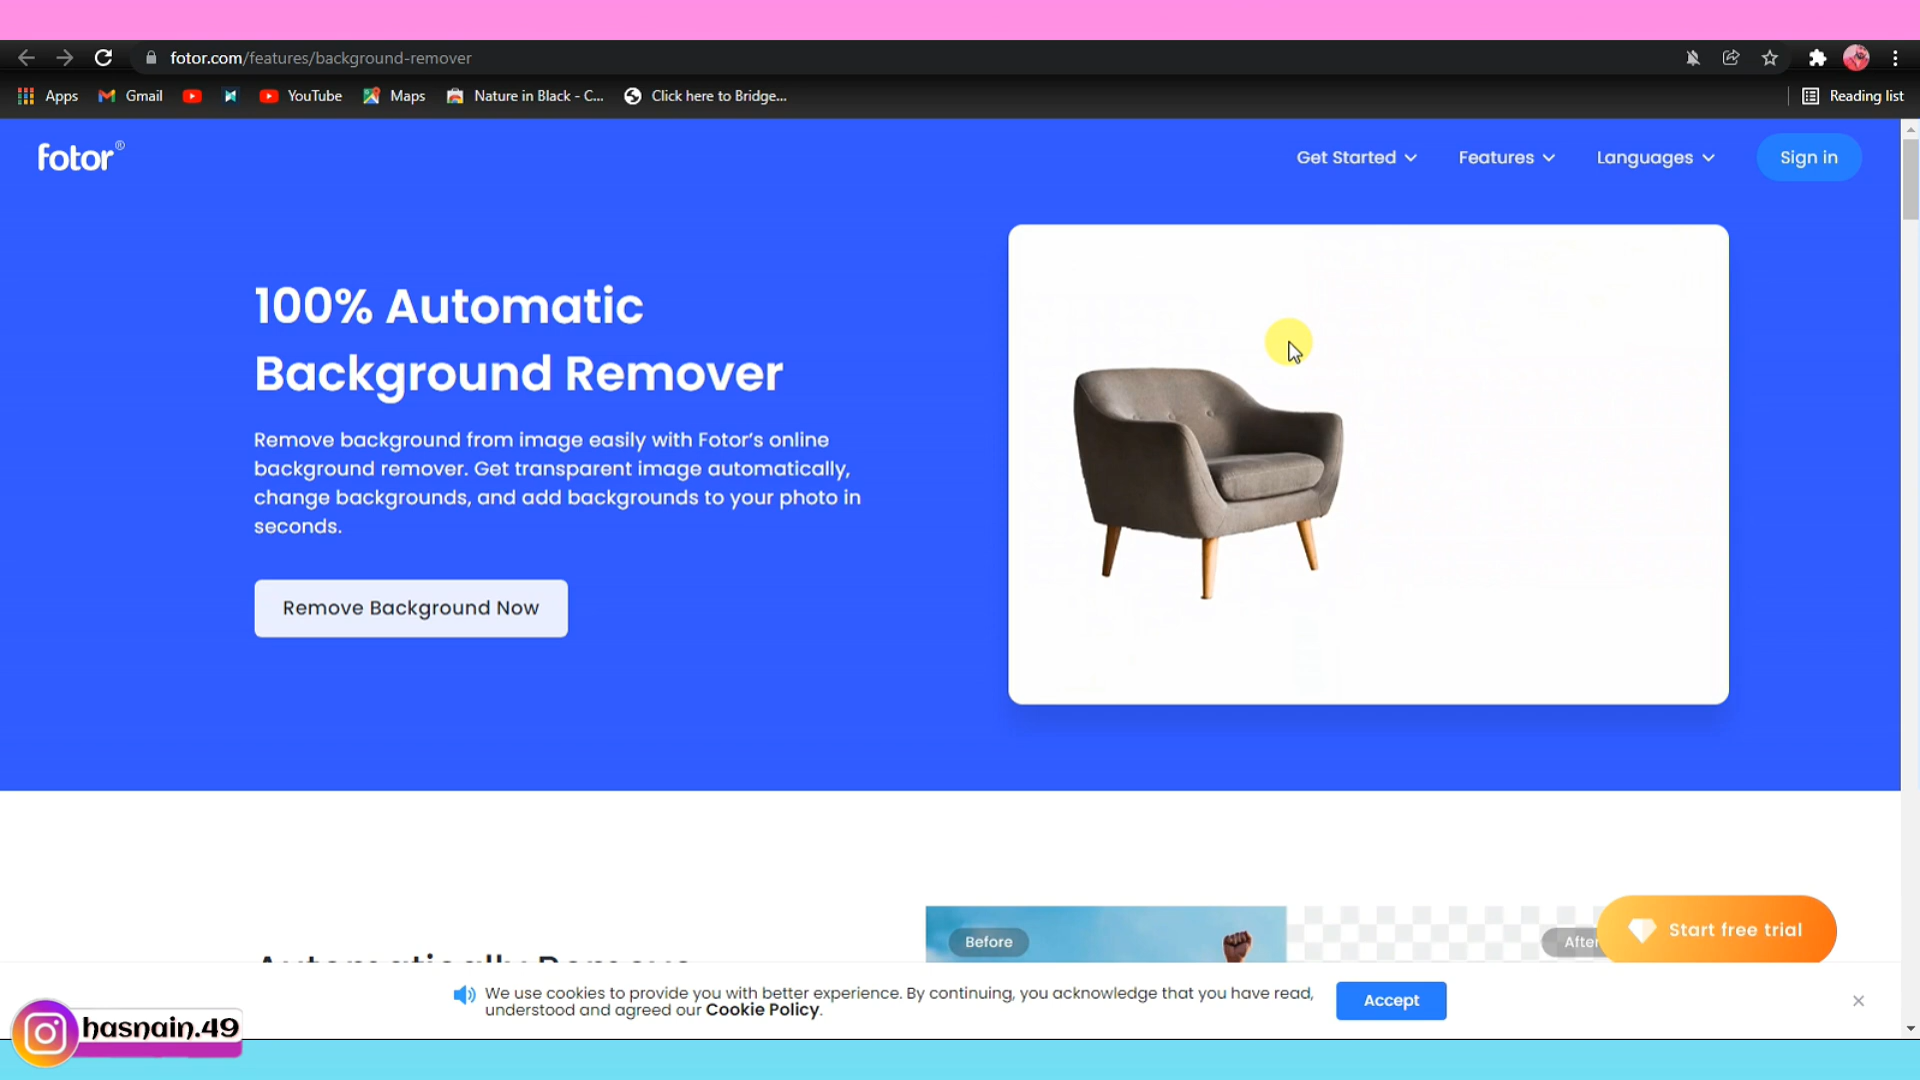 fotor.com/features/background-remover
Apps
Gmail
YouTube
Maps
Nature in Black - C...
Click here to Bridge...
Reading list
fotor®
Get Started
Features
Languages
Sign in
100% Automatic
Background Remover
Remove background from image easily with Fotor's online
background remover. Get transparent image automatically,
change backgrounds, and add backgrounds to your photo in
seconds.
Remove Background Now
Before
After
Start free trial
Automatically Remove
We use cookies to provide you with better experience. By continuing, you acknowledge that you have read,
understood and agreed our Cookie Policy.
Accept
hasnain.49